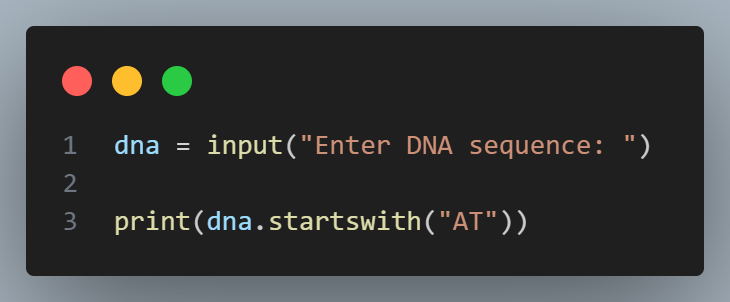 1 dna = input("Enter DNA sequence: ")
2
3 print(dna.startswith("AT"))